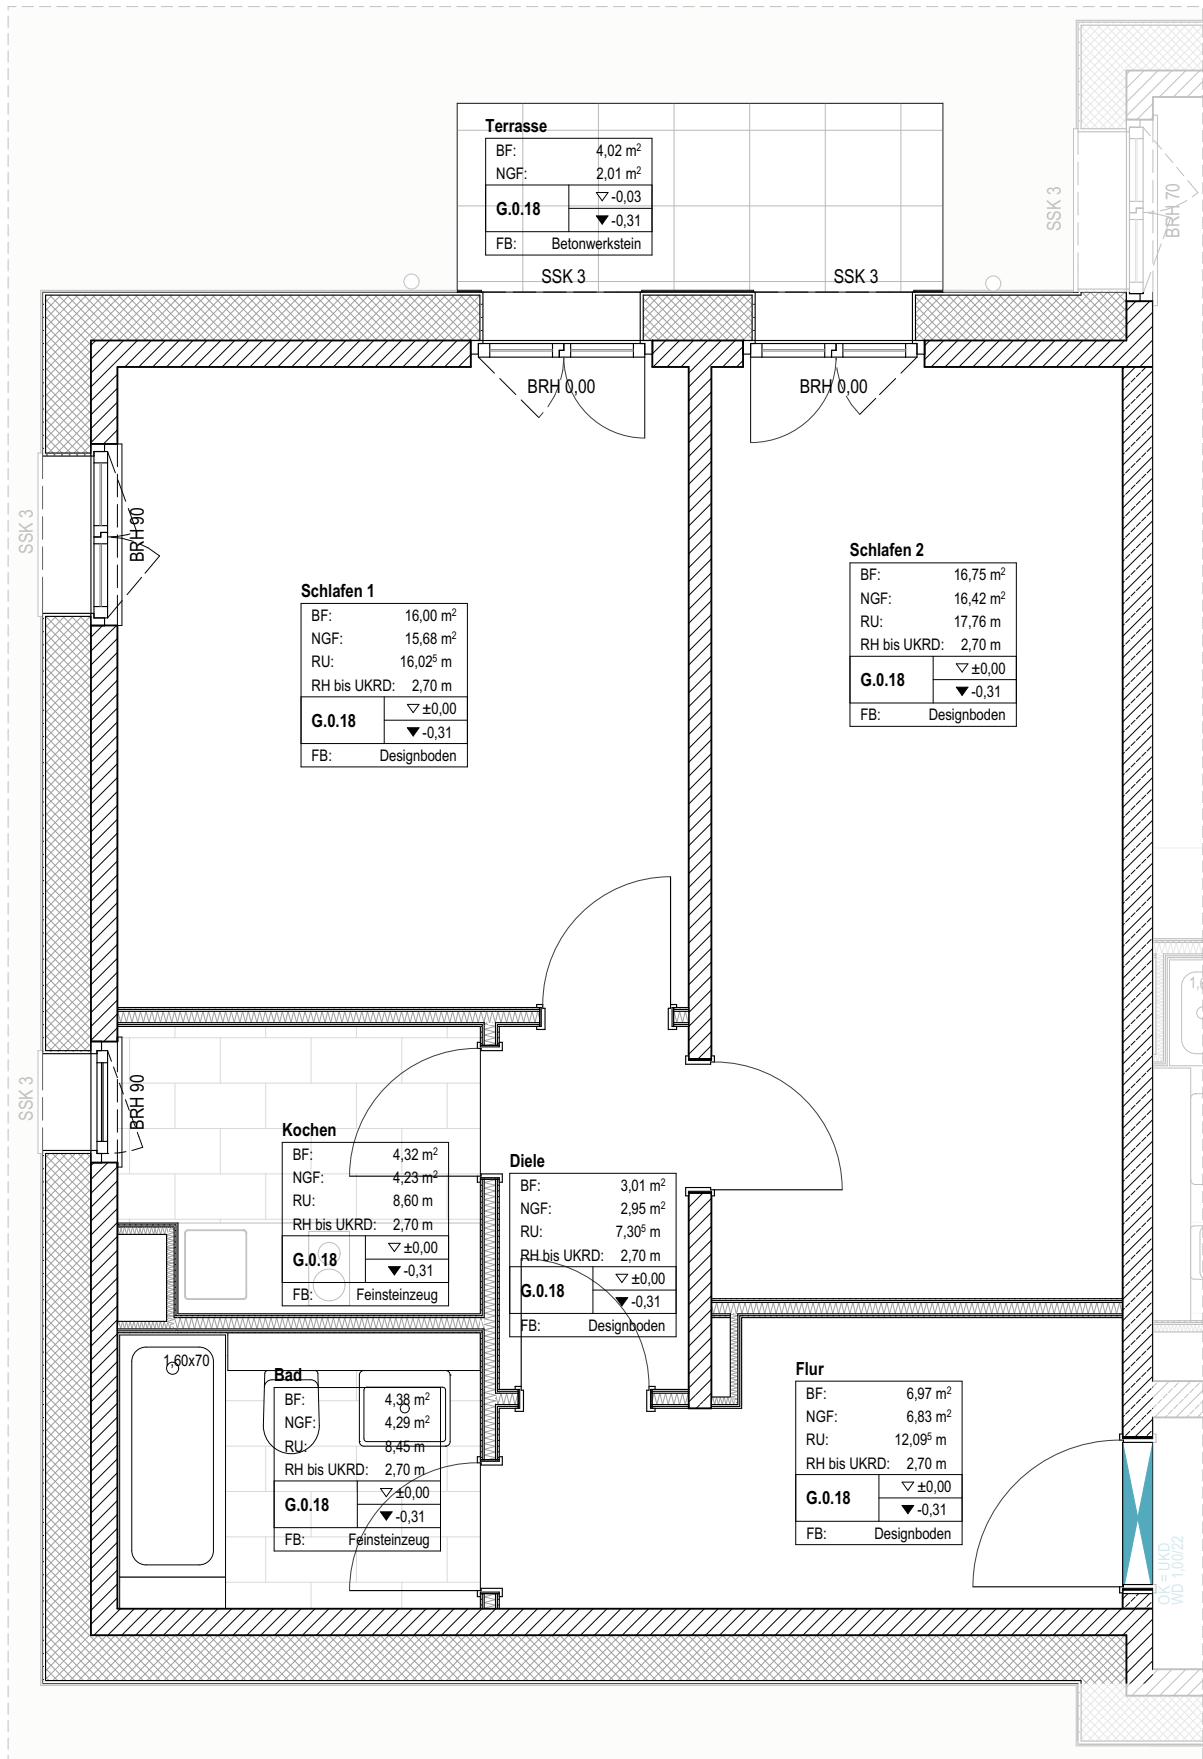 Terrasse
BF: 4,02 m²
NGF: 2,01 m²
G.0.18 ▽ -0,03
▼ -0,31
FB: Betonwerkstein
SSK 3
SSK 3
SSK 3
BRH 70
BRH 0,00
BRH 0,00
SSK 3
BRH 90
Schlafen 1
BF: 16,00 m²
NGF: 15,68 m²
RU: 16,02⁵ m
RH bis UKRD: 2,70 m
G.0.18 ▽ ±0,00
▼ -0,31
FB: Designboden
Schlafen 2
BF: 16,75 m²
NGF: 16,42 m²
RU: 17,76 m
RH bis UKRD: 2,70 m
G.0.18 ▽ ±0,00
▼ -0,31
FB: Designboden
SSK 3
BRH 90
Kochen
BF: 4,32 m²
NGF: 4,23 m²
RU: 8,60 m
RH bis UKRD: 2,70 m
G.0.18 ▽ ±0,00
▼ -0,31
FB: Feinsteinzeug
Diele
BF: 3,01 m²
NGF: 2,95 m²
RU: 7,30⁵ m
RH bis UKRD: 2,70 m
G.0.18 ▽ ±0,00
▼ -0,31
FB: Designboden
1,60x70
Bad
BF: 4,38 m²
NGF: 4,29 m²
RU: 8,45 m
RH bis UKRD: 2,70 m
G.0.18 ▽ ±0,00
▼ -0,31
FB: Feinsteinzeug
Flur
BF: 6,97 m²
NGF: 6,83 m²
RU: 12,09⁵ m
RH bis UKRD: 2,70 m
G.0.18 ▽ ±0,00
▼ -0,31
FB: Designboden
OK = UKD
WD 1,00/22